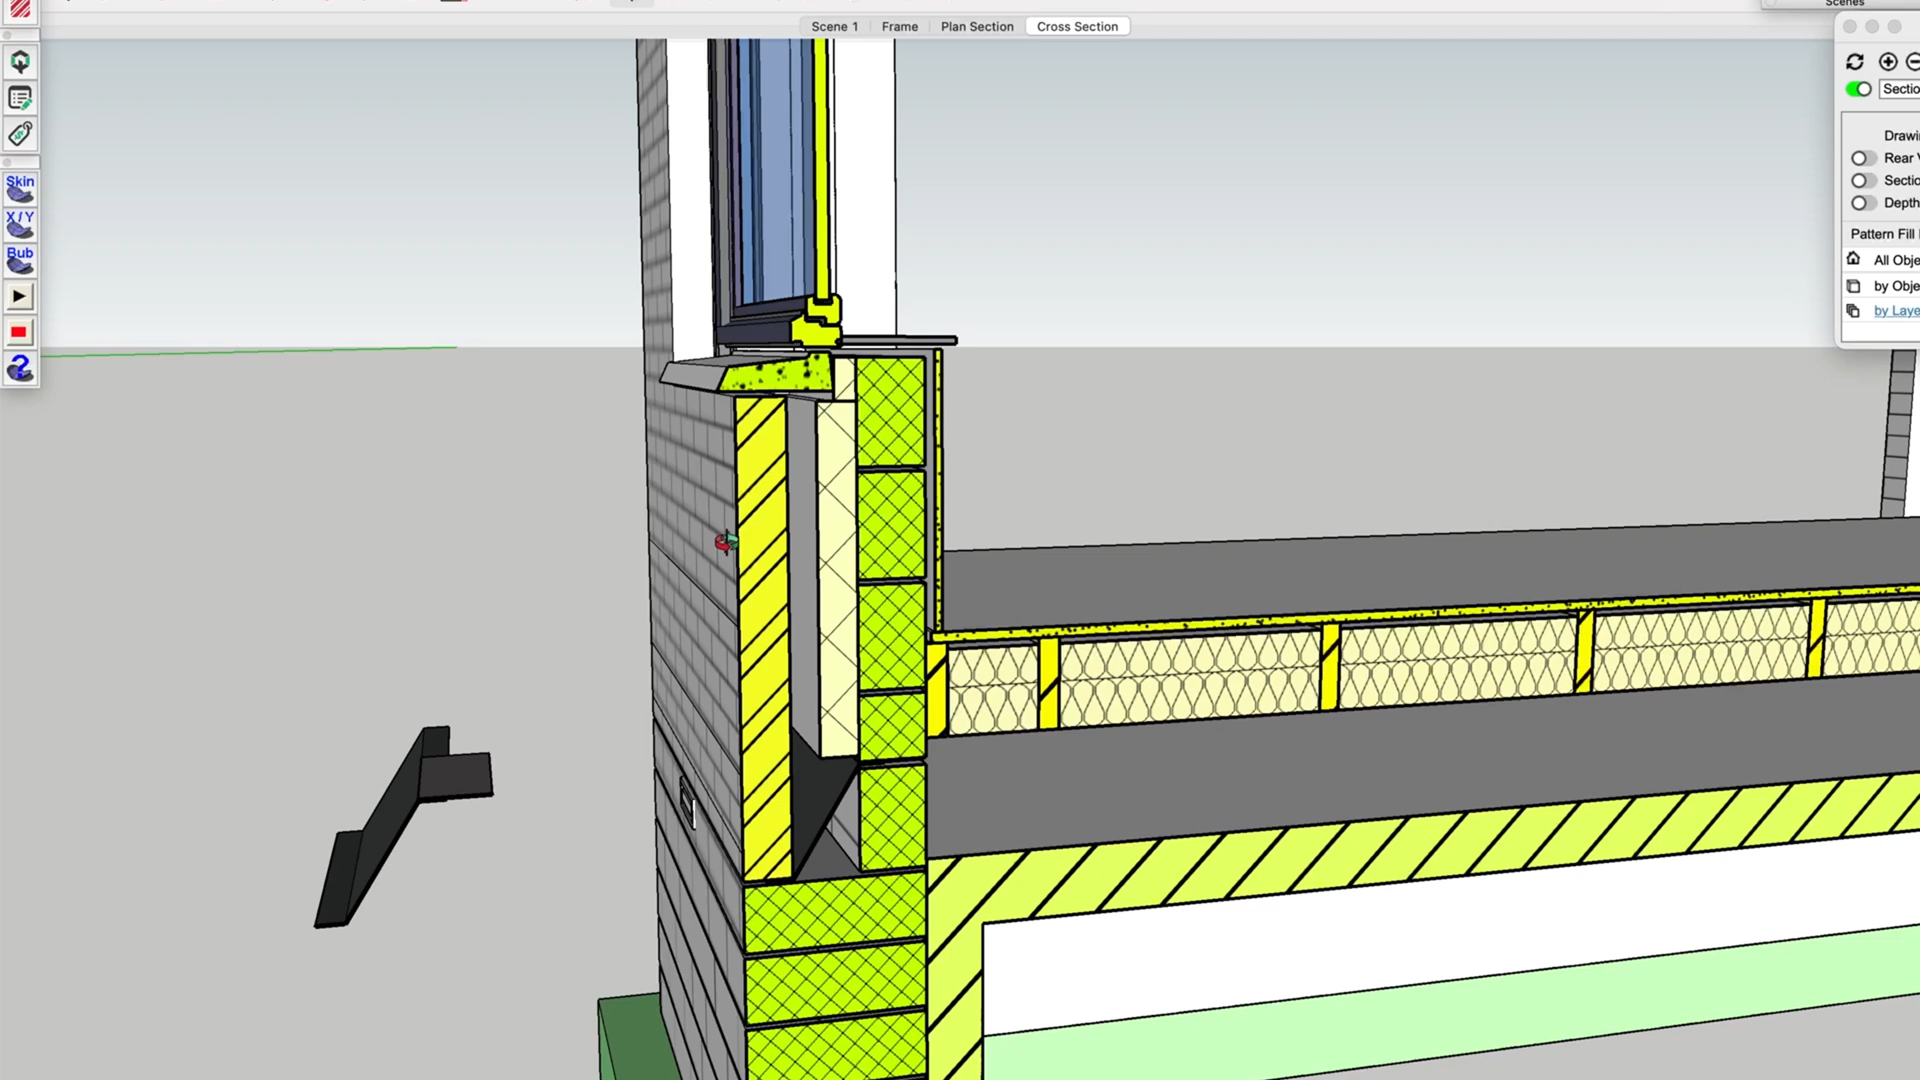 Scenes
Scene 1 Frame Plan Section Cross Section
Skin
X/Y
Bub
Sectio
Drawi
Rear
Sectio
Depth
Pattern Fill
All Obje
by Obje
by Laye